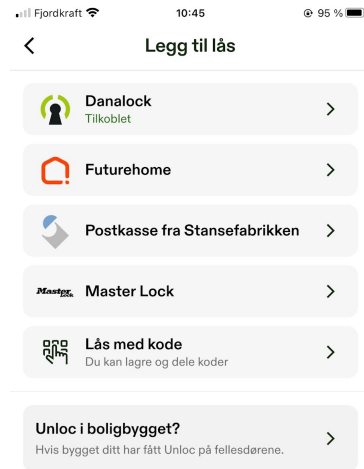 Fjordkraft 10:45 95 %
Legg til lås
Danalock
Tilkoblet
Futurehome
Postkasse fra Stansefabrikken
Master Lock Master Lock
Lås med kode
Du kan lagre og dele koder
Unloc i boligbygget?
Hvis bygget ditt har fått Unloc på fellesdørene.